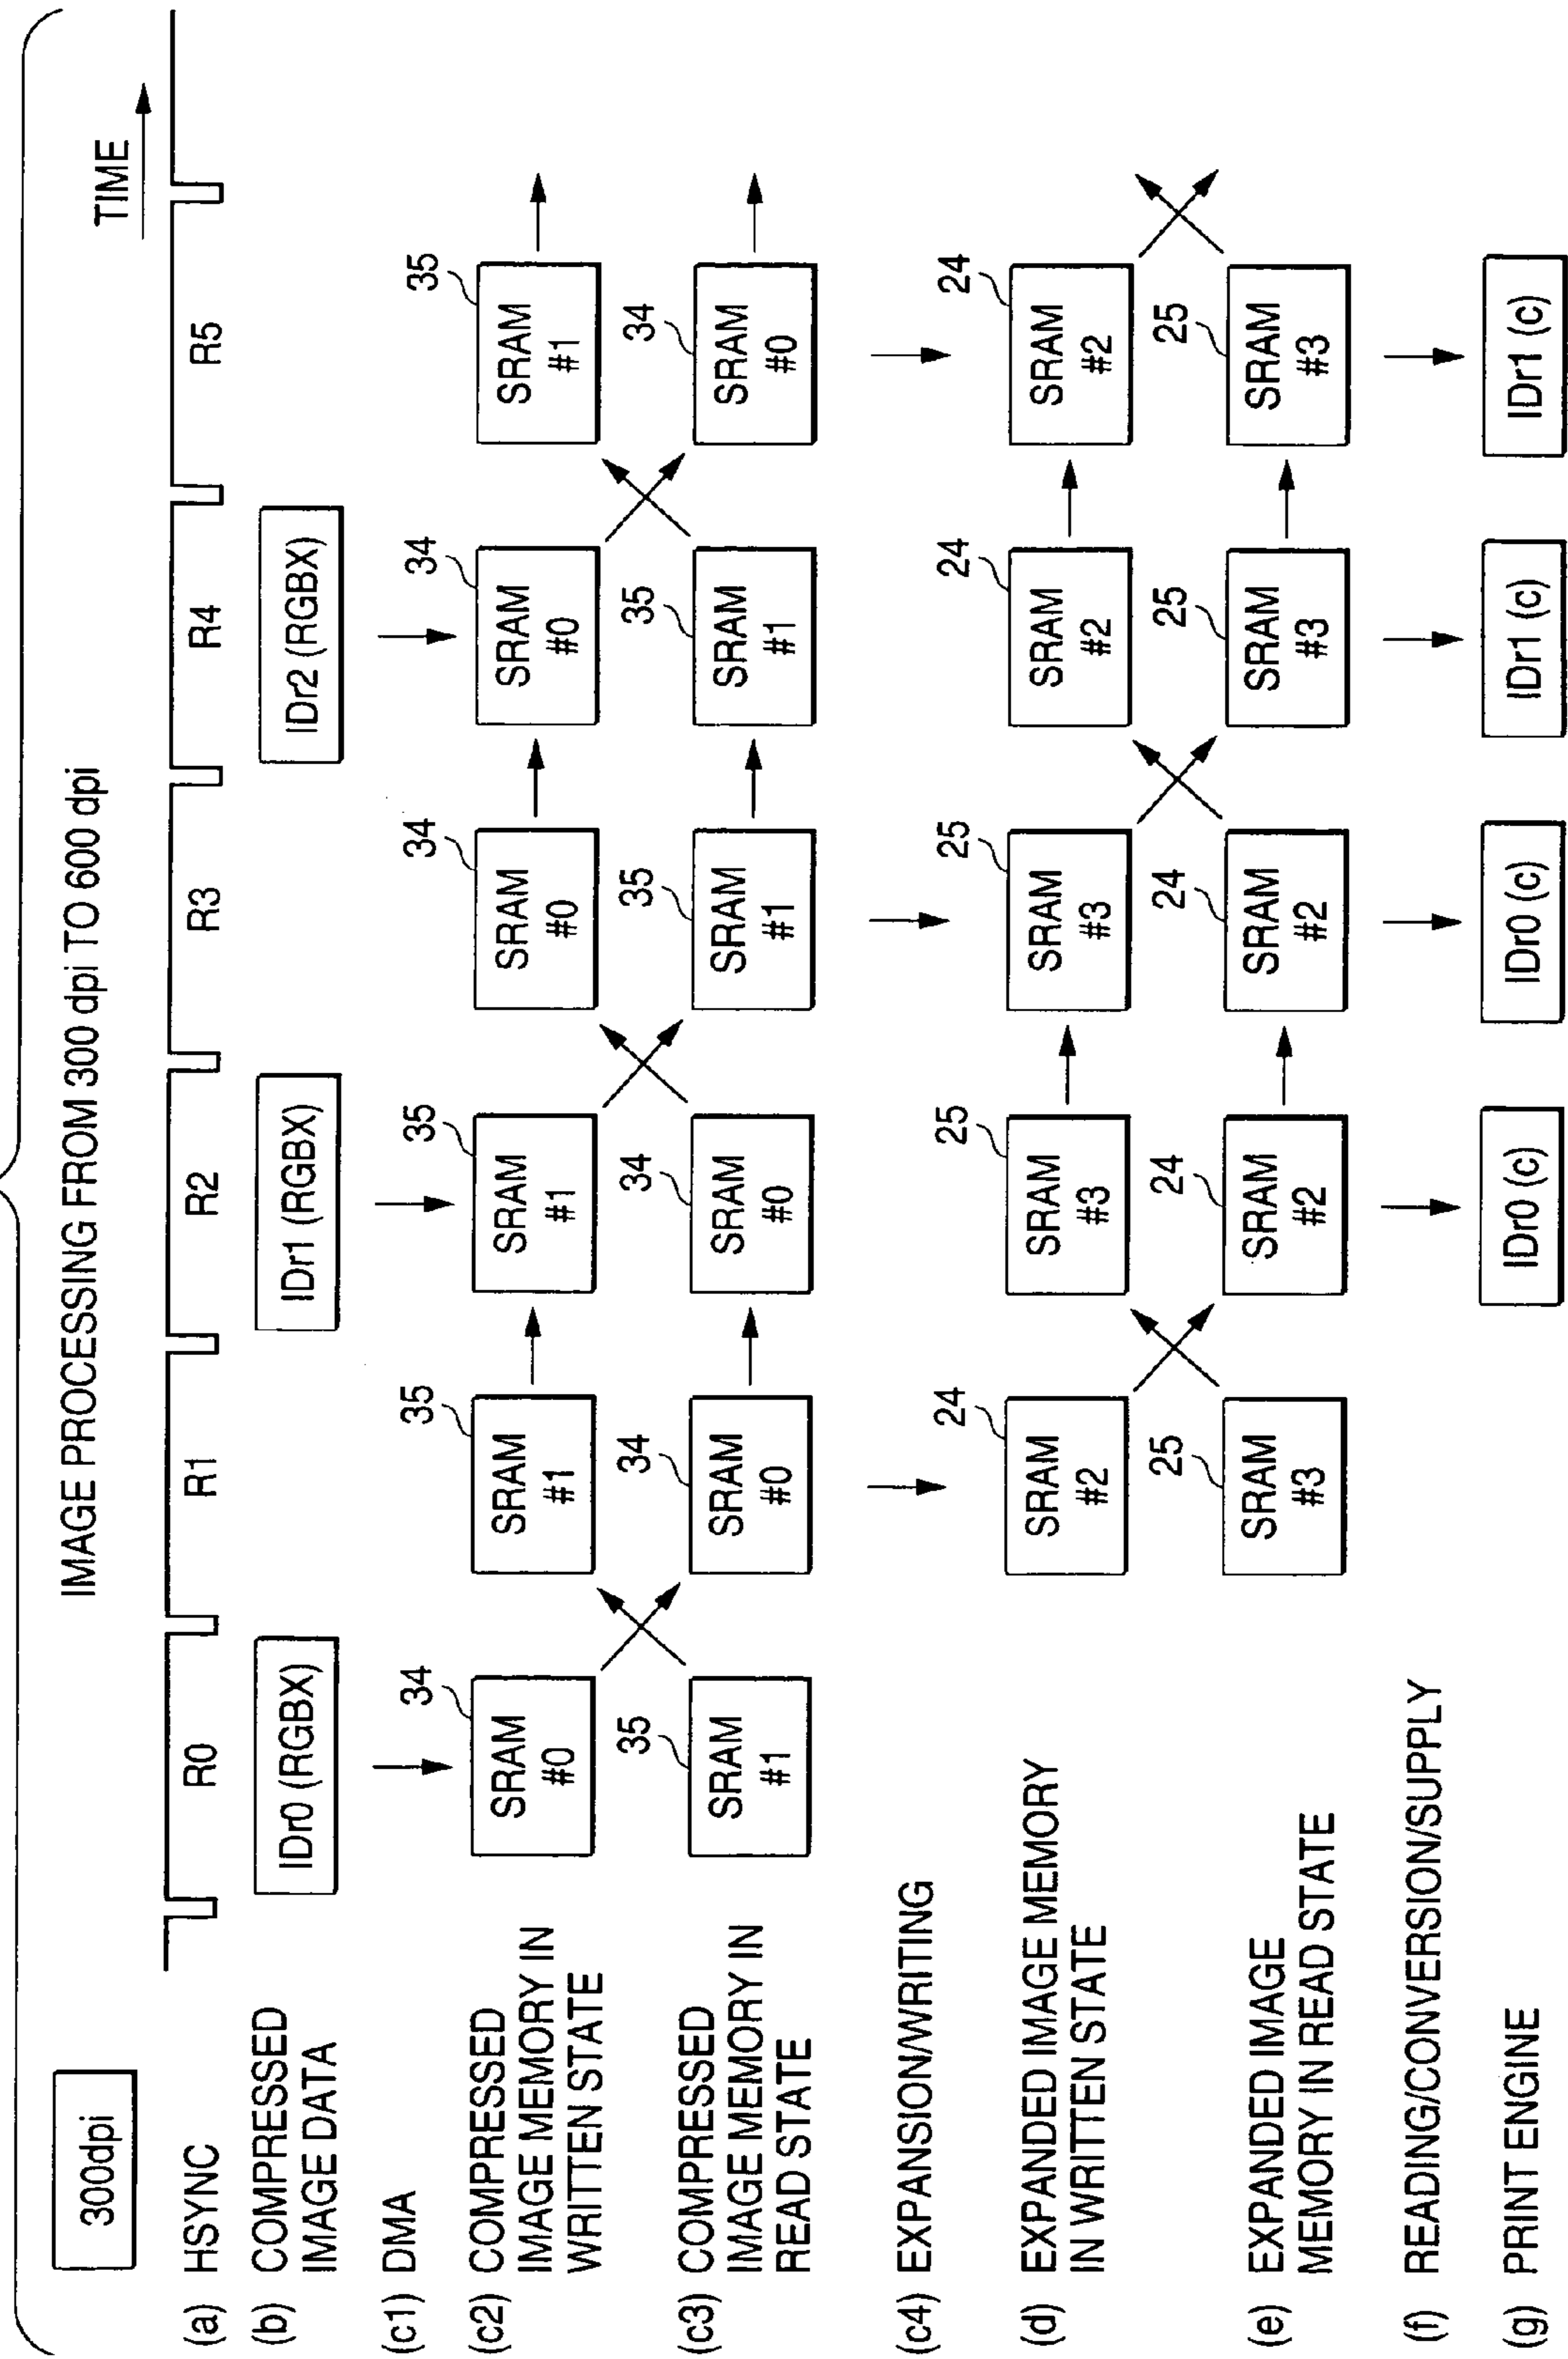 IMAGE PROCESSING FROM 300 dpi TO 600 dpi
300dpi
TIME
(a) HSYNC
R0 R1 R2 R3 R4 R5
(b) COMPRESSED
IMAGE DATA
IDr0 (RGBX) IDr1 (RGBX) IDr2 (RGBX)
(c1) DMA
34 35 35 34 34 35
(c2) COMPRESSED
IMAGE MEMORY IN
WRITTEN STATE
SRAM SRAM SRAM SRAM SRAM SRAM
#0 #1 #1 #0 #0 #1
35 34 34 35 35 34
(c3) COMPRESSED
IMAGE MEMORY IN
READ STATE
SRAM SRAM SRAM SRAM SRAM SRAM
#1 #0 #0 #1 #1 #0
(c4) EXPANSION/WRITING
24 25 25 24 24
(d) EXPANDED IMAGE MEMORY
IN WRITTEN STATE
SRAM SRAM SRAM SRAM SRAM
#2 #3 #3 #2 #2
25 24 24 25 25
(e) EXPANDED IMAGE
MEMORY IN READ STATE
SRAM SRAM SRAM SRAM SRAM
#3 #2 #2 #3 #3
(f) READING/CONVERSION/SUPPLY
(g) PRINT ENGINE
IDr0 (c) IDr0 (c) IDr1 (c) IDr1 (c)